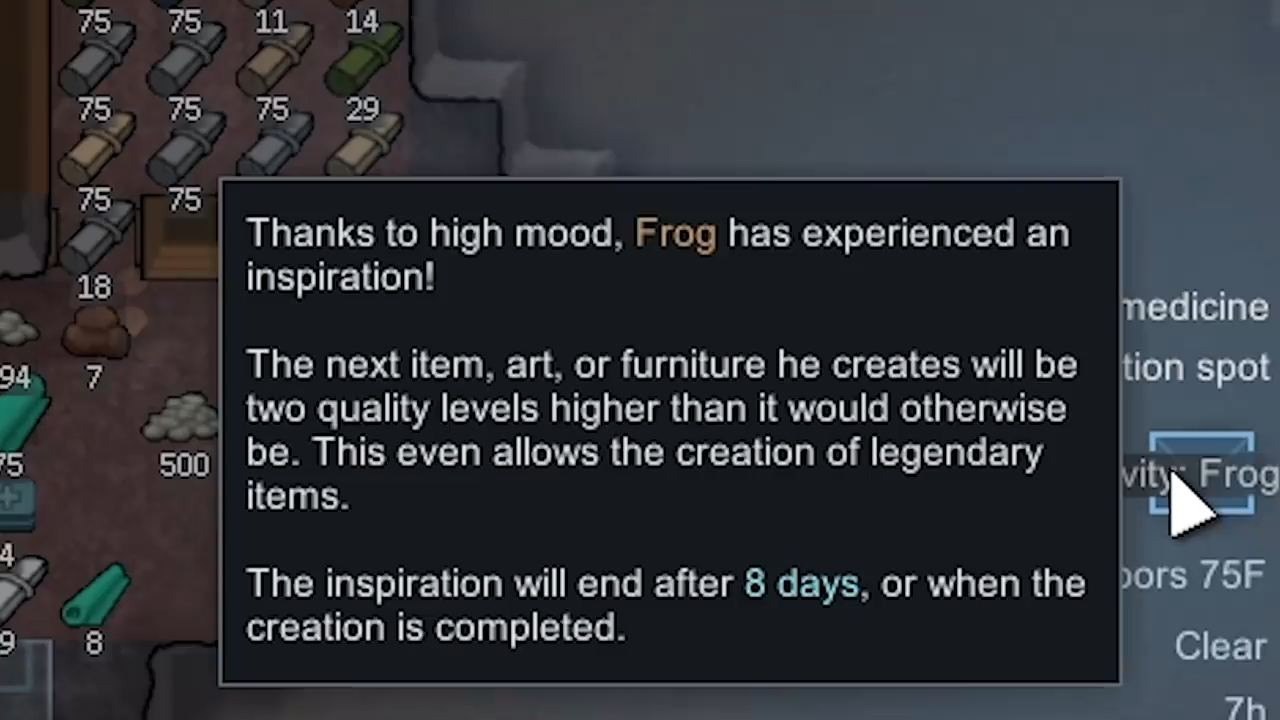 75 75 11 14
75 75 75 29
75 75
18
94 7
75 500
4
9 8
Thanks to high mood, Frog has experienced an
inspiration!
The next item, art, or furniture he creates will be
two quality levels higher than it would otherwise
be. This even allows the creation of legendary
items.
The inspiration will end after 8 days, or when the
creation is completed.
medicine
tion spot
vity: Frog
oors 75F
Clear
7h